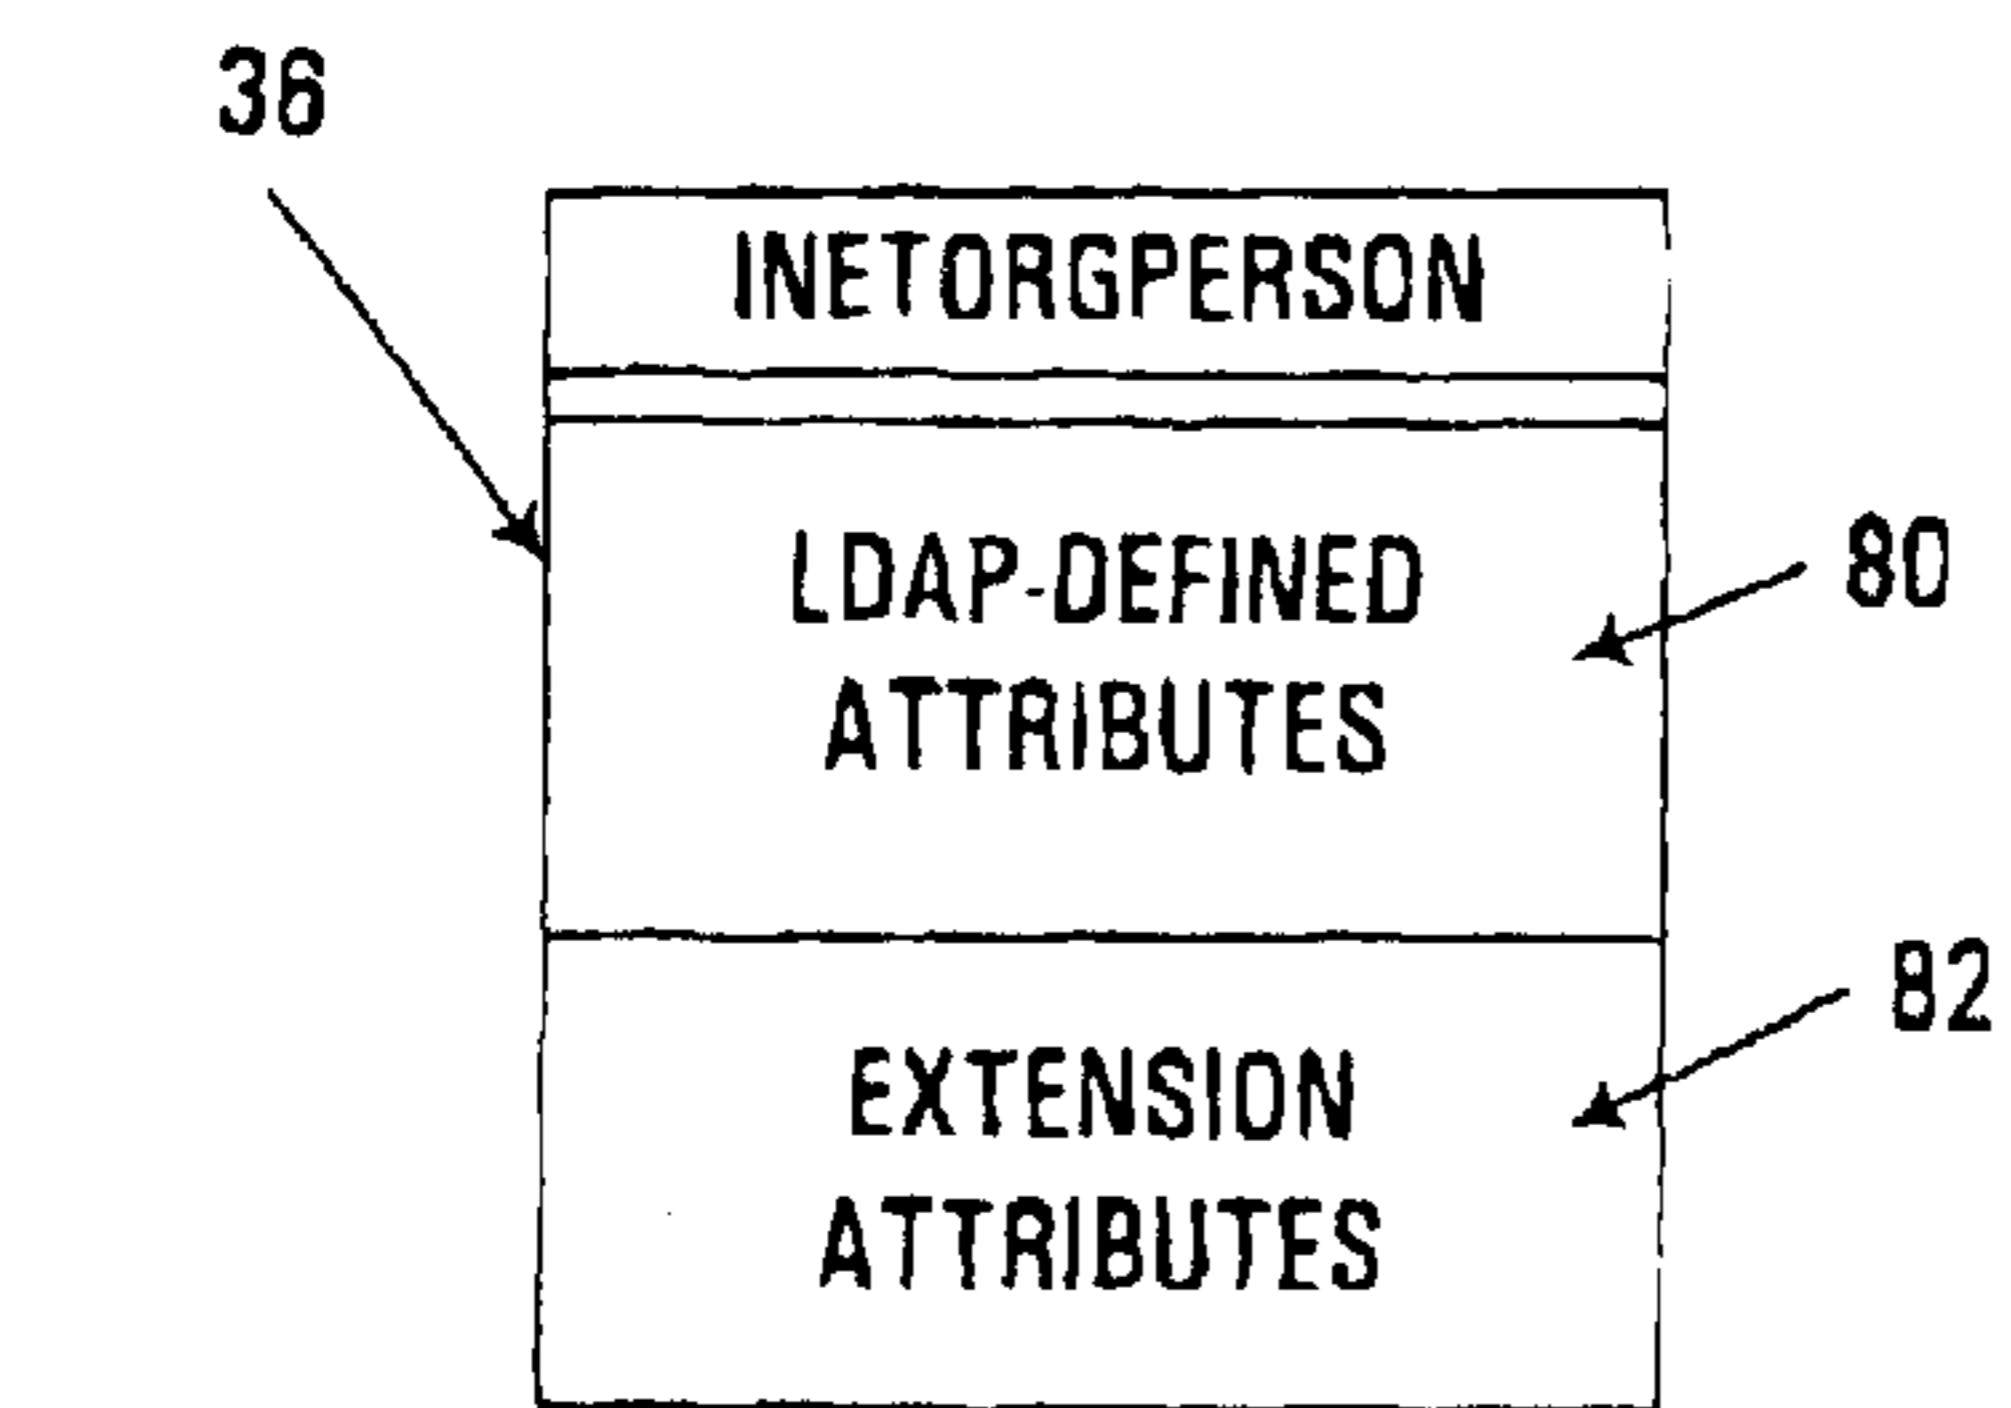 36
INETORGPERSON
LDAP-DEFINED
ATTRIBUTES
80
82
EXTENSION
ATTRIBUTES